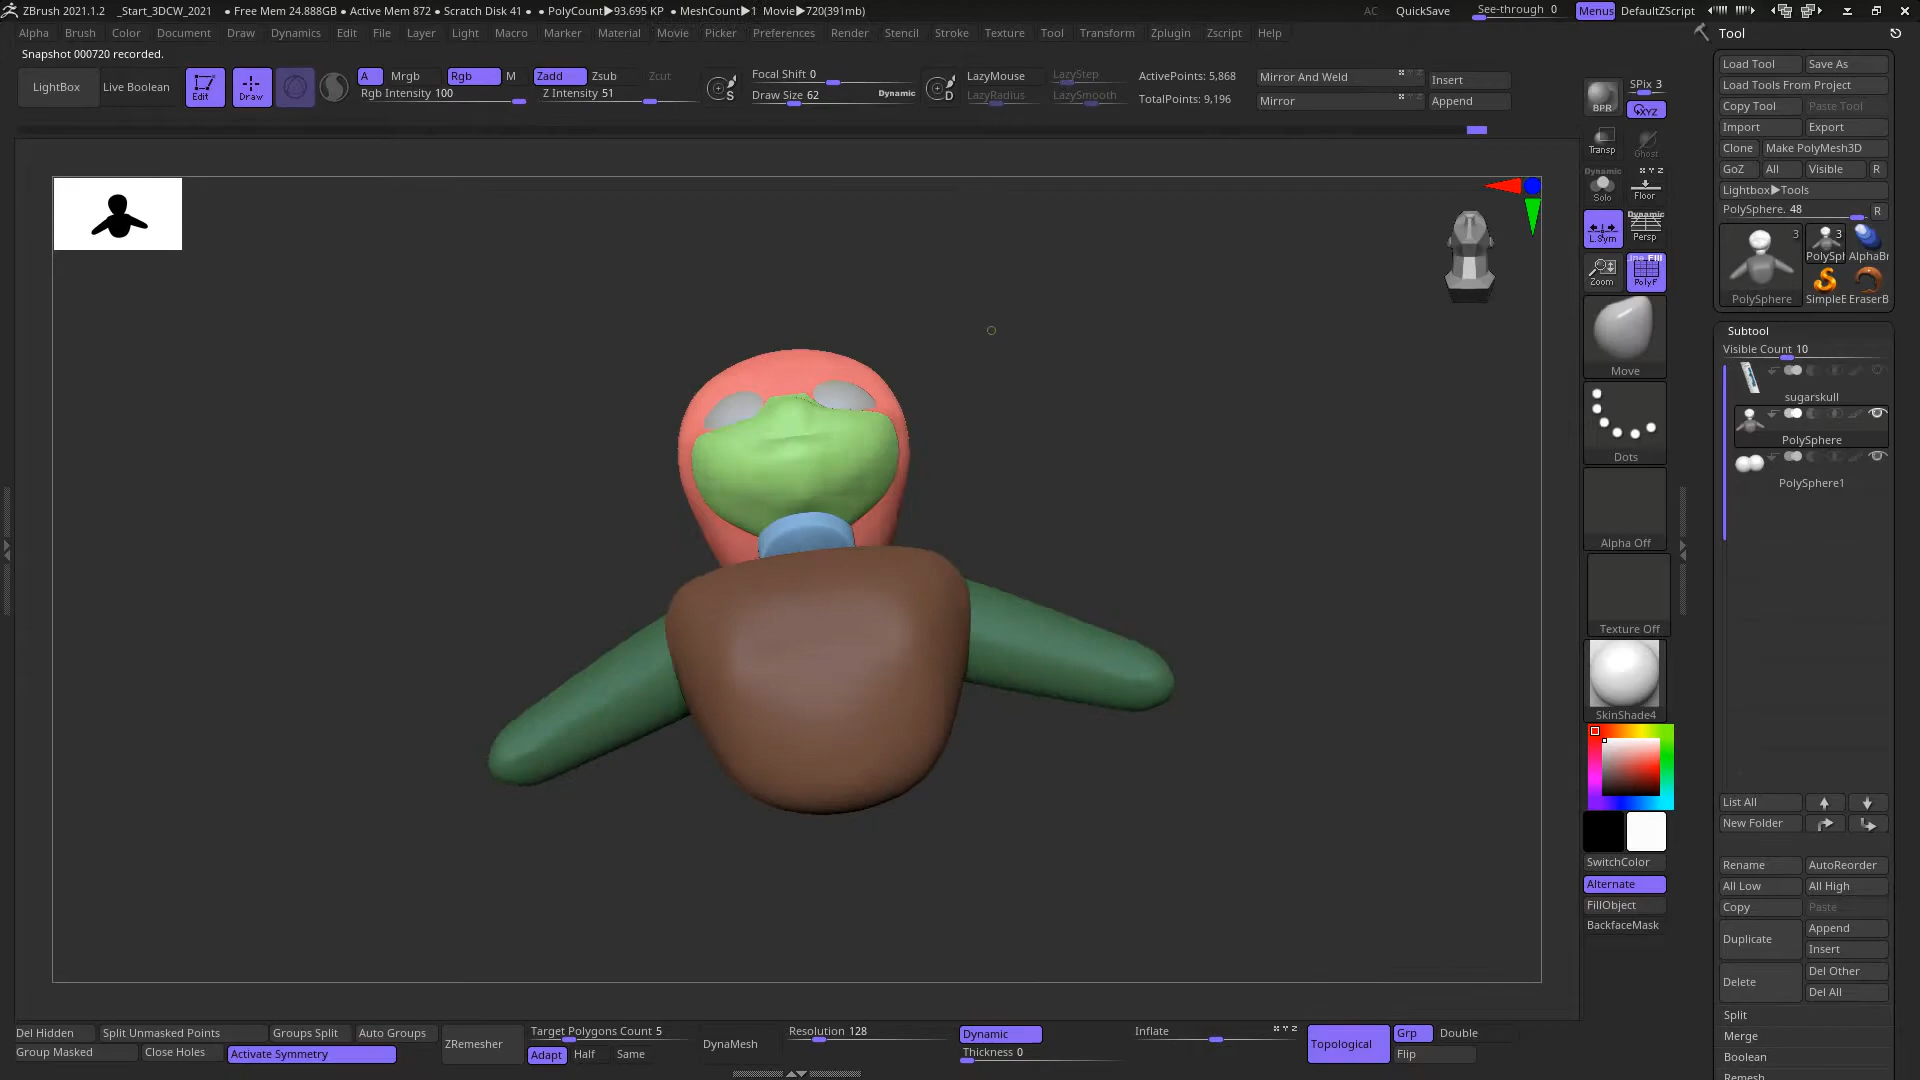 ZBrush 2021.1.2 _Start_3DCW_2021 • Free Mem 24.888GB • Active Mem 872 • Scratch Disk 41 • • PolyCount▶93.695 KP • MeshCount▶1 Movie▶720(391mb) AC QuickSave See-through 0 Menus DefaultZScript
Alpha Brush Color Document Draw Dynamics Edit File Layer Light Macro Marker Material Movie Picker Preferences Render Stencil Stroke Texture Tool Transform Zplugin Zscript Help
Snapshot 000720 recorded.
LightBox Live Boolean Edit Draw
A Mrgb Rgb M Zadd Zsub Zcut
Rgb Intensity 100 Z Intensity 51
S Focal Shift 0
Draw Size 62 Dynamic
D LazyMouse LazyStep
LazyRadius LazySmooth
ActivePoints: 5,868
TotalPoints: 9,196
Mirror And Weld Insert
Mirror Append
BPR SPix 3
XYZ
Transp Ghost
Dynamic
Solo Floor
L.Sym Dynamic
Persp
Zoom Line Fill
PolyF
Move
Dots
Alpha Off
Texture Off
SkinShade4
SwitchColor
Alternate
FillObject
BackfaceMask
Tool
Load Tool Save As
Load Tools From Project
Copy Tool Paste Tool
Import Export
Clone Make PolyMesh3D
GoZ All Visible R
Lightbox▶Tools
PolySphere. 48 R
3 3
PolySpl AlphaBr
PolySphere SimpleE EraserB
Subtool
Visible Count 10
sugarskull
PolySphere
PolySphere1
List All
New Folder
Rename AutoReorder
All Low All High
Copy Paste
Duplicate Append
Insert
Delete Del Other
Del All
Split
Merge
Boolean
Remesh
Del Hidden Split Unmasked Points Groups Split Auto Groups
Group Masked Close Holes Activate Symmetry
ZRemesher Target Polygons Count 5
Adapt Half Same
DynaMesh Resolution 128
Dynamic
Thickness 0
Inflate x Y z
Topological Grp Double
Flip